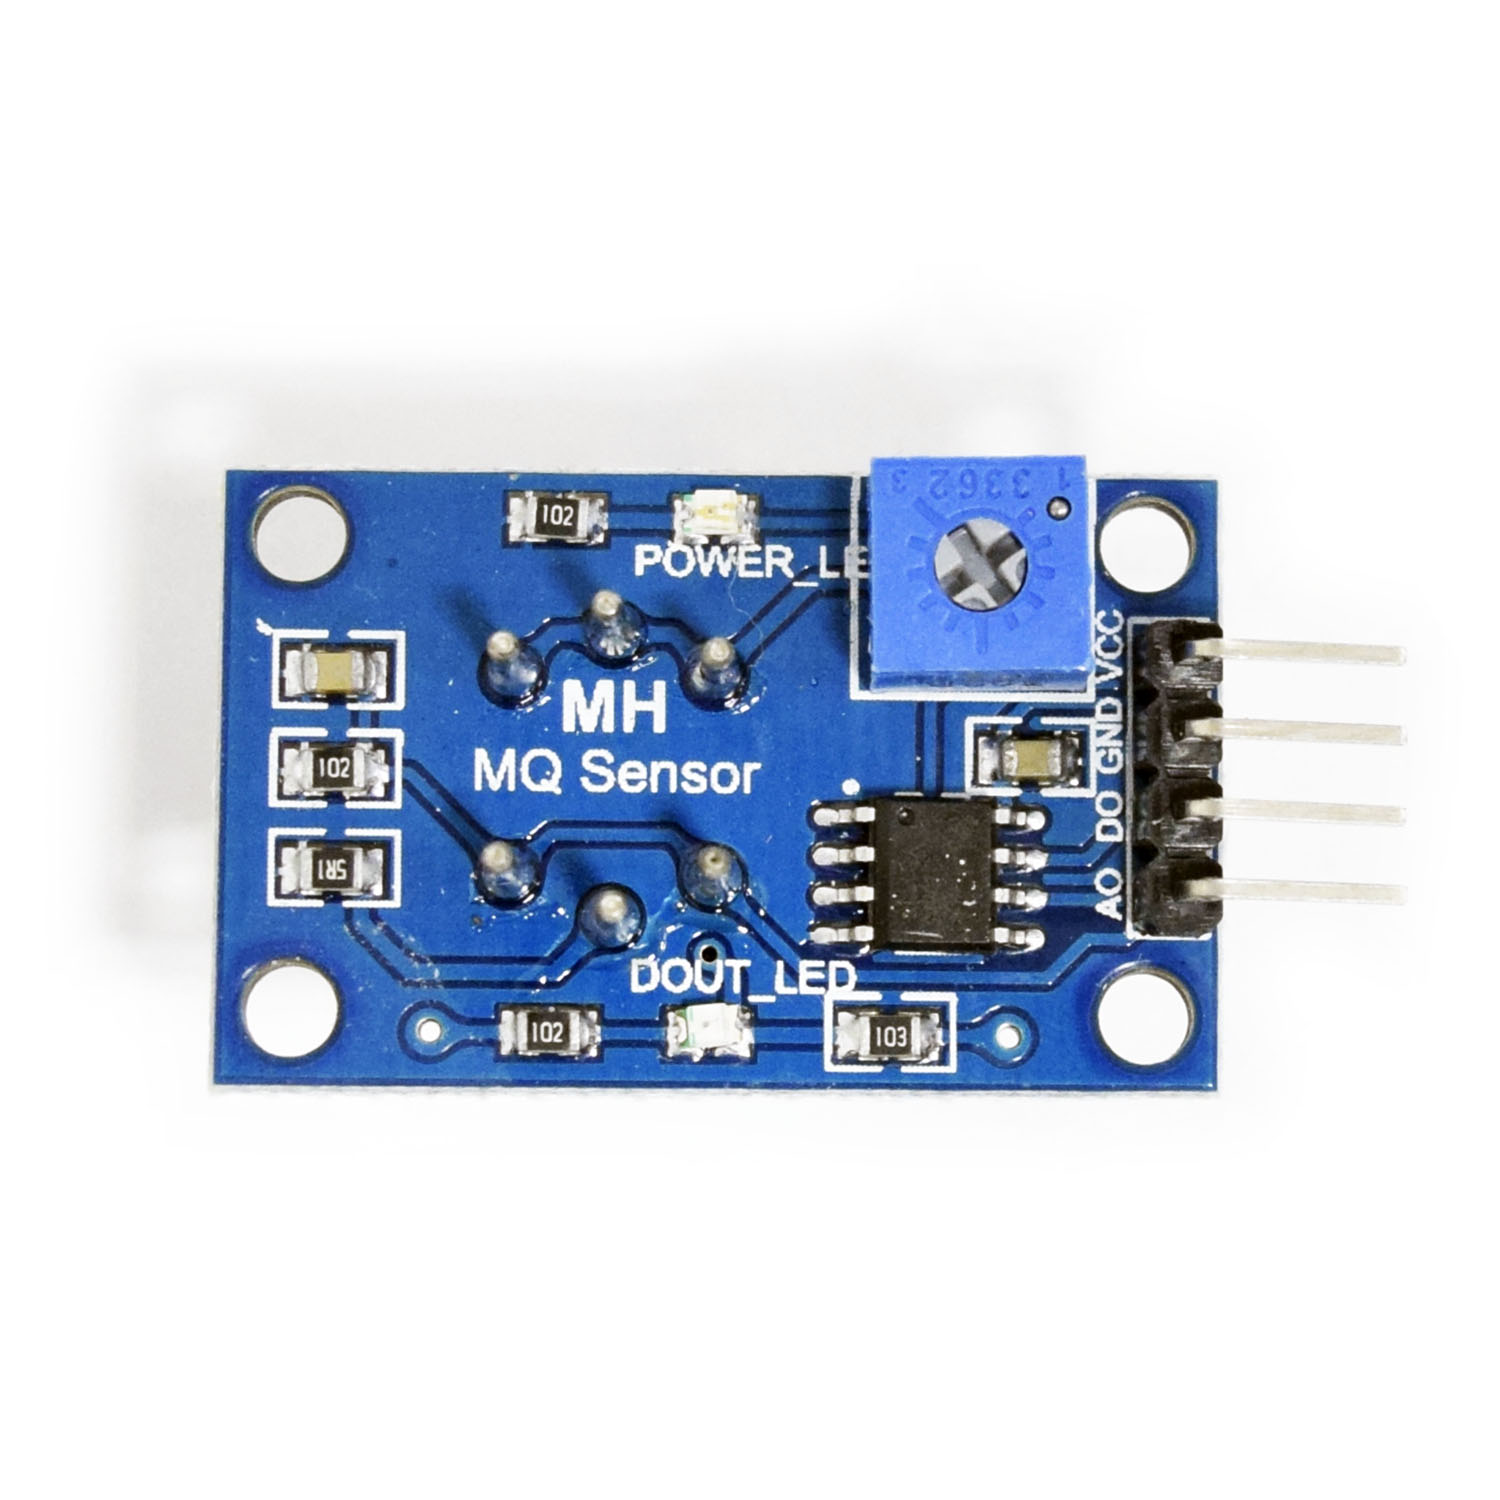 1 3362 3
102
POWER_LE
MH
MQ Sensor
102
5R1
VCC
GND
DO
AO
DOUT_LED
102
103